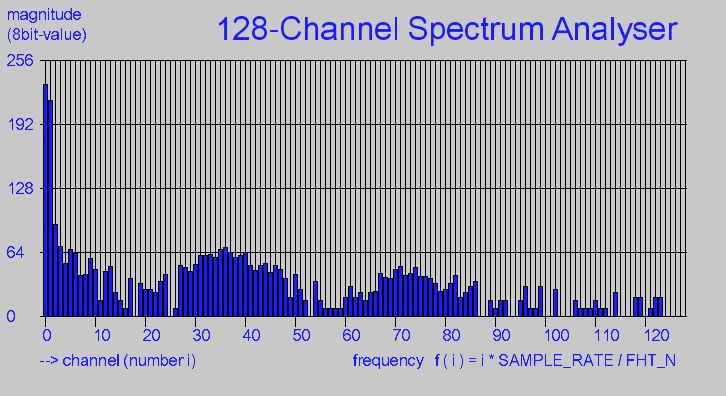 magnitude
(8bit-value)
128-Channel Spectrum Analyser
256
192
128
64
0
0 10 20 30 40 50 60 70 80 90 100 110 120
--> channel (number i)
frequency f ( i ) = i * SAMPLE_RATE / FHT_N